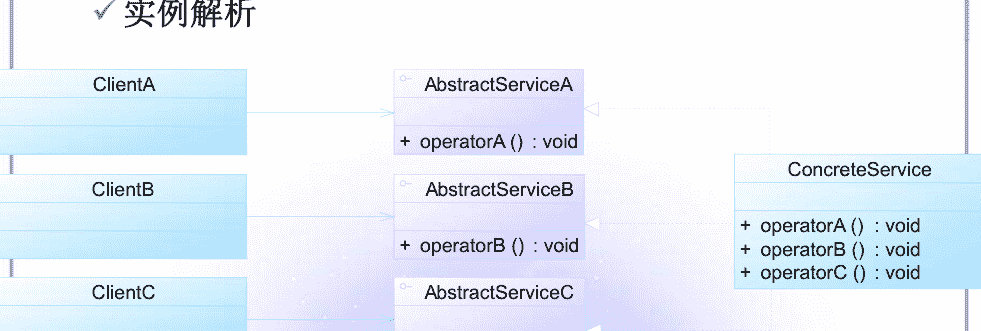 实例解析
ClientA
AbstractServiceA
+ operatorA () : void
ClientB
AbstractServiceB
+ operatorB () : void
ClientC
AbstractServiceC
ConcreteService
+ operatorA () : void
+ operatorB () : void
+ operatorC () : void